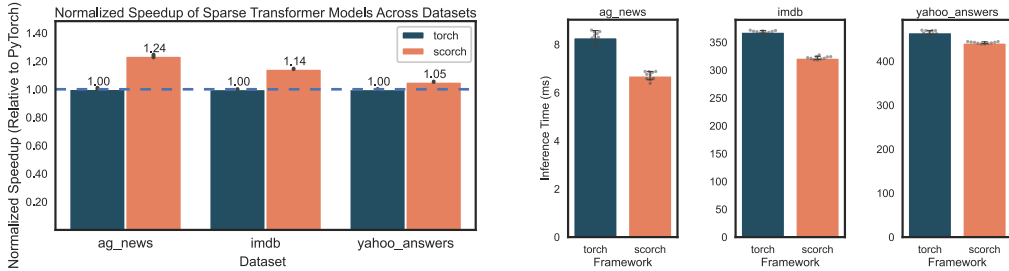 Normalized Speedup of Sparse Transformer Models Across Datasets
Normalized Speedup (Relative to PyTorch)
1.40
1.20
1.00
0.80
0.60
0.40
0.20
torch
scorch
1.00
1.24
1.00
1.14
1.00
1.05
ag_news
imdb
yahoo_answers
Dataset
ag_news
Inference Time (ms)
8
6
4
2
0
torch
scorch
Framework
imdb
350
300
250
200
150
100
50
0
torch
scorch
Framework
yahoo_answers
400
300
200
100
0
torch
scorch
Framework